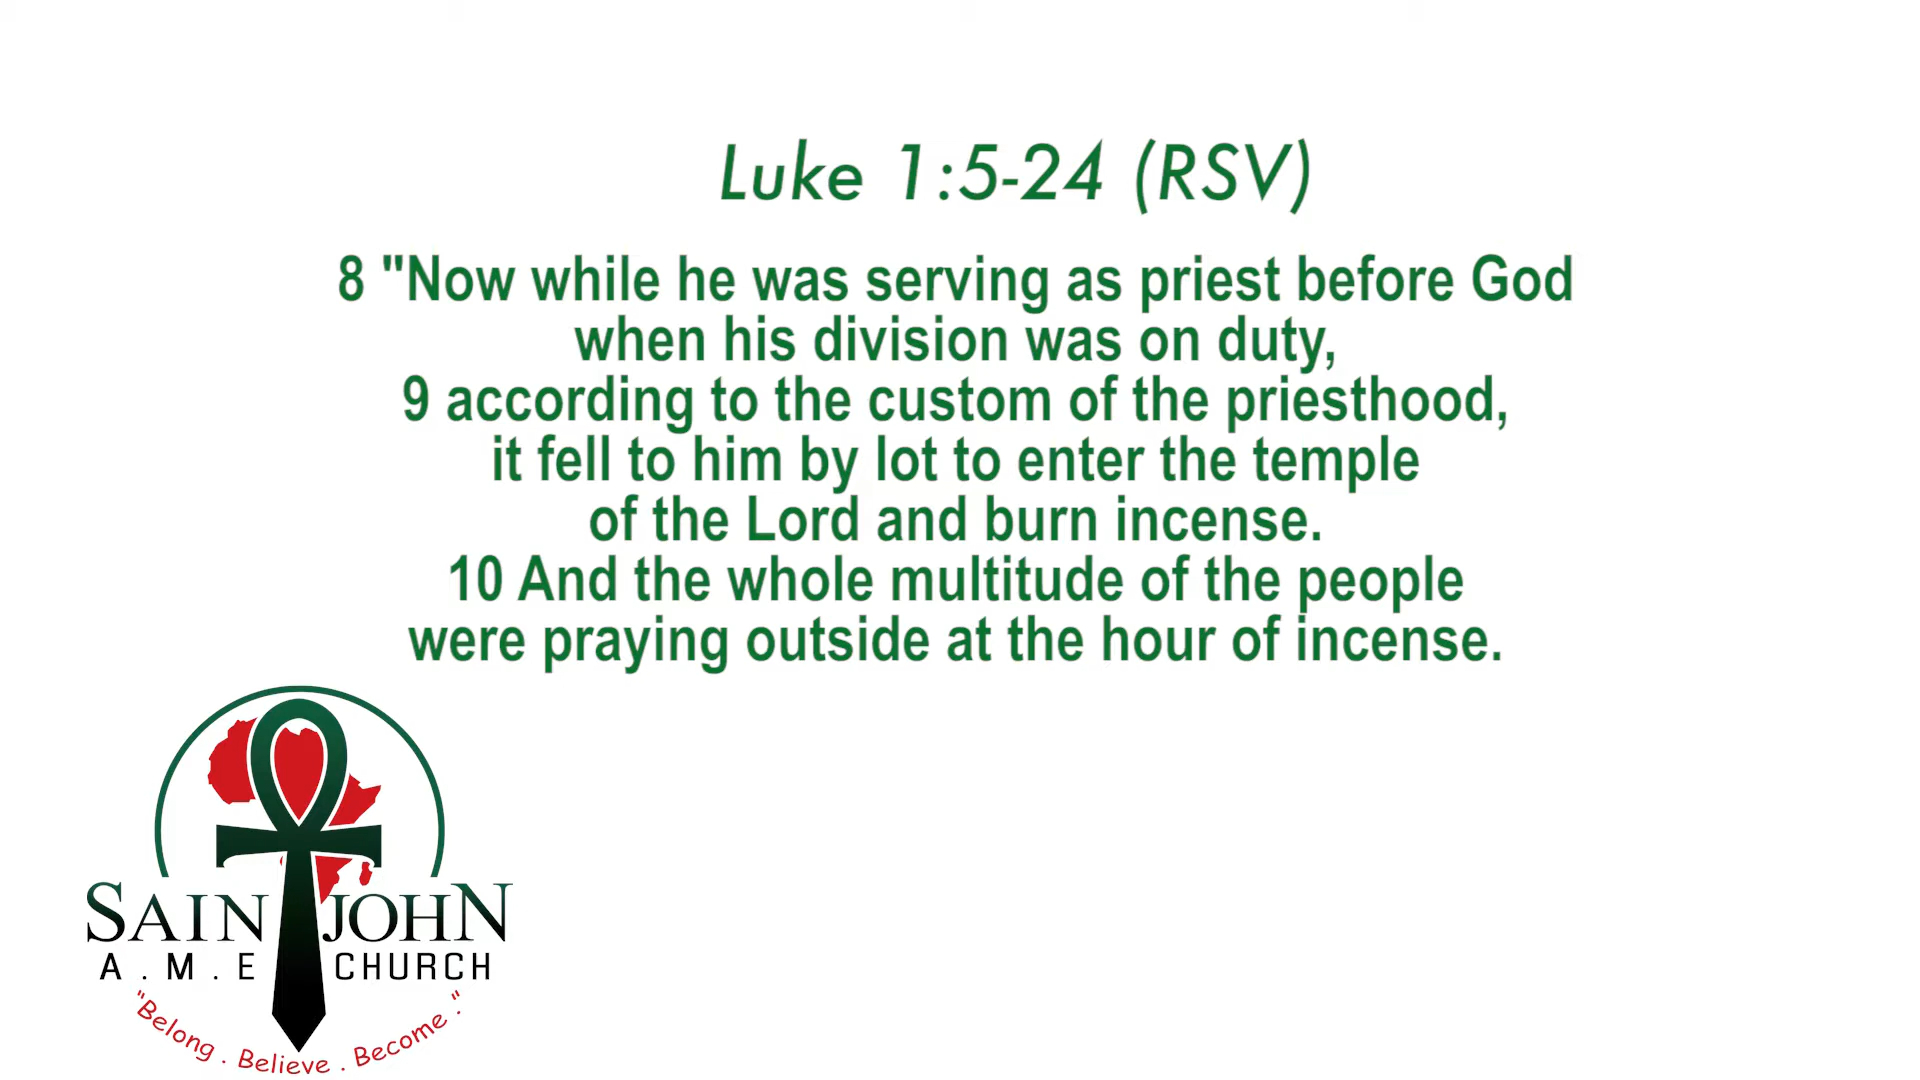 Luke 1:5-24 (RSV)
8 "Now while he was serving as priest before God
when his division was on duty,
9 according to the custom of the priesthood,
it fell to him by lot to enter the temple
of the Lord and burn incense.
10 And the whole multitude of the people
were praying outside at the hour of incense.
SAIN JOHN
A . M . E CHURCH
"Belong . Believe . Become ."